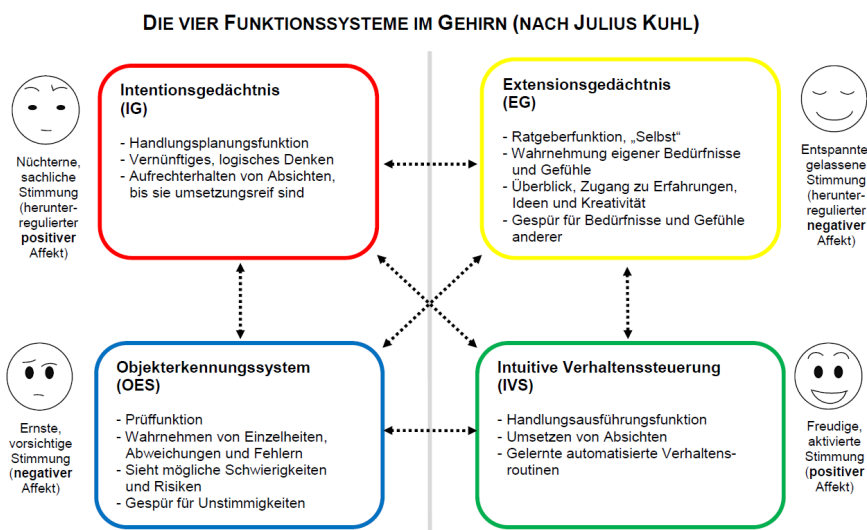 DIE VIER FUNKTIONSSYSTEME IM GEHIRN (NACH JULIUS KUHL)
Nüchterne,
sachliche
Stimmung
(herunter-
regulierter
positiver
Affekt)
Intentionsgedächtnis
(IG)
- Handlungsplanungsfunktion
- Vernünftiges, logisches Denken
- Aufrechterhalten von Absichten,
bis sie umsetzungsreif sind
Extensionsgedächtnis
(EG)
- Ratgeberfunktion, „Selbst“
- Wahrnehmung eigener Bedürfnisse
und Gefühle
- Überblick, Zugang zu Erfahrungen,
Ideen und Kreativität
- Gespür für Bedürfnisse und Gefühle
anderer
Entspannte
gelassene
Stimmung
(herunter-
regulierter
negativer
Affekt)
Ernste,
vorsichtige
Stimmung
(negativer
Affekt)
Objekterkennungssystem
(OES)
- Prüffunktion
- Wahrnehmen von Einzelheiten,
Abweichungen und Fehlern
- Sieht mögliche Schwierigkeiten
und Risiken
- Gespür für Unstimmigkeiten
Intuitive Verhaltenssteuerung
(IVS)
- Handlungsausführungsfunktion
- Umsetzen von Absichten
- Gelernte automatisierte Verhaltens-
routinen
Freudige,
aktivierte
Stimmung
(positiver
Affekt)